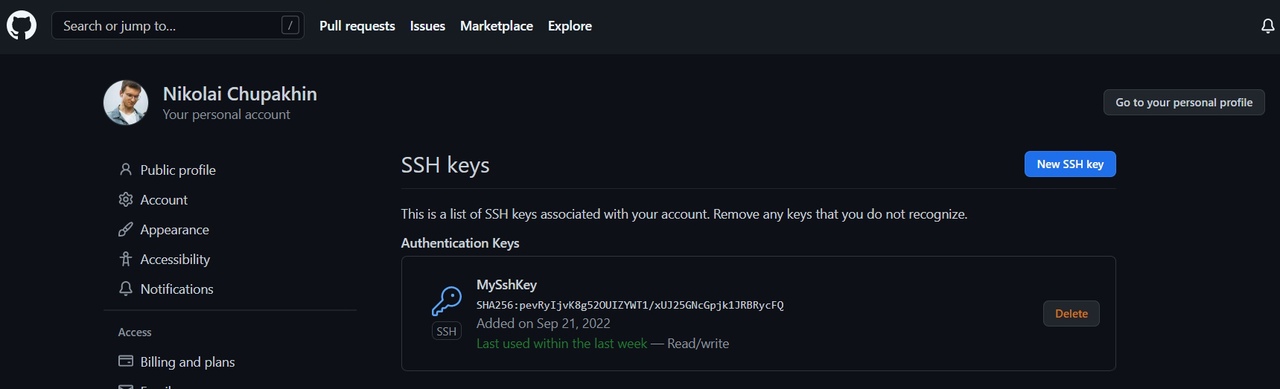 Search or jump to... / Pull requests Issues Marketplace Explore
Nikolai Chupakhin
Your personal account
Go to your personal profile
Public profile
Account
Appearance
Accessibility
Notifications
Access
Billing and plans
SSH keys
New SSH key
This is a list of SSH keys associated with your account. Remove any keys that you do not recognize.
Authentication Keys
MySshKey
SHA256:pevRyIjvK8g52OUIZYWT1/xUJ25GNcGpjk1JRBRycFQ
Added on Sep 21, 2022
Last used within the last week — Read/write
SSH
Delete